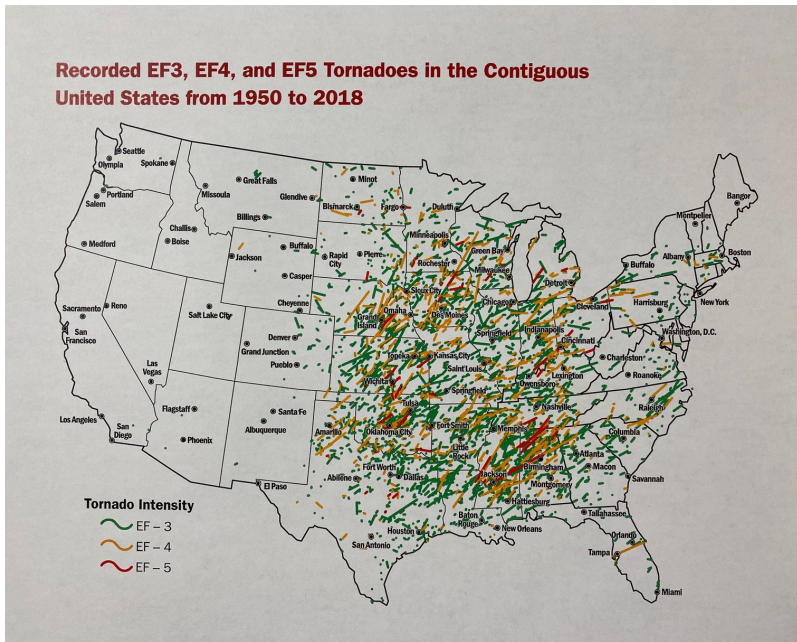 Recorded EF3, EF4, and EF5 Tornadoes in the Contiguous
United States from 1950 to 2018
Seattle
Olympia
Spokane
Portland
Salem
Medford
Missoula
Great Falls
Glendive
Billings
Challis
Boise
Jackson
Buffalo
Casper
Cheyenne
Minot
Bismarck
Fargo
Duluth
Rapid
City
Pierre
Minneapolis
Rochester
Green Bay
Milwaukee
Sioux City
Omaha
Des Moines
Chicago
Detroit
Cleveland
Grand
Island
Springfield
Indianapolis
Cincinnati
Sacramento
San
Francisco
Reno
Salt Lake City
Las
Vegas
Los Angeles
San
Diego
Denver
Grand Junction
Pueblo
Topeka
Kansas City
Saint Louis
Wichita
Springfield
Owensboro
Lexington
Charleston
Roanoke
Flagstaff
Phoenix
Santa Fe
Albuquerque
El Paso
Amarillo
Tulsa
Oklahoma City
Fort Smith
Little
Rock
Memphis
Nashville
Raleigh
Columbia
Atlanta
Macon
Savannah
Birmingham
Montgomery
Jackson
Hattiesburg
Abilene
Fort Worth
Dallas
Houston
San Antonio
Baton
Rouge
New Orleans
Tallahassee
Orlando
Tampa
Miami
Bangor
Montpelier
Buffalo
Albany
Boston
Harrisburg
New York
Washington, D.C.
Tornado Intensity
EF – 3
EF – 4
EF – 5